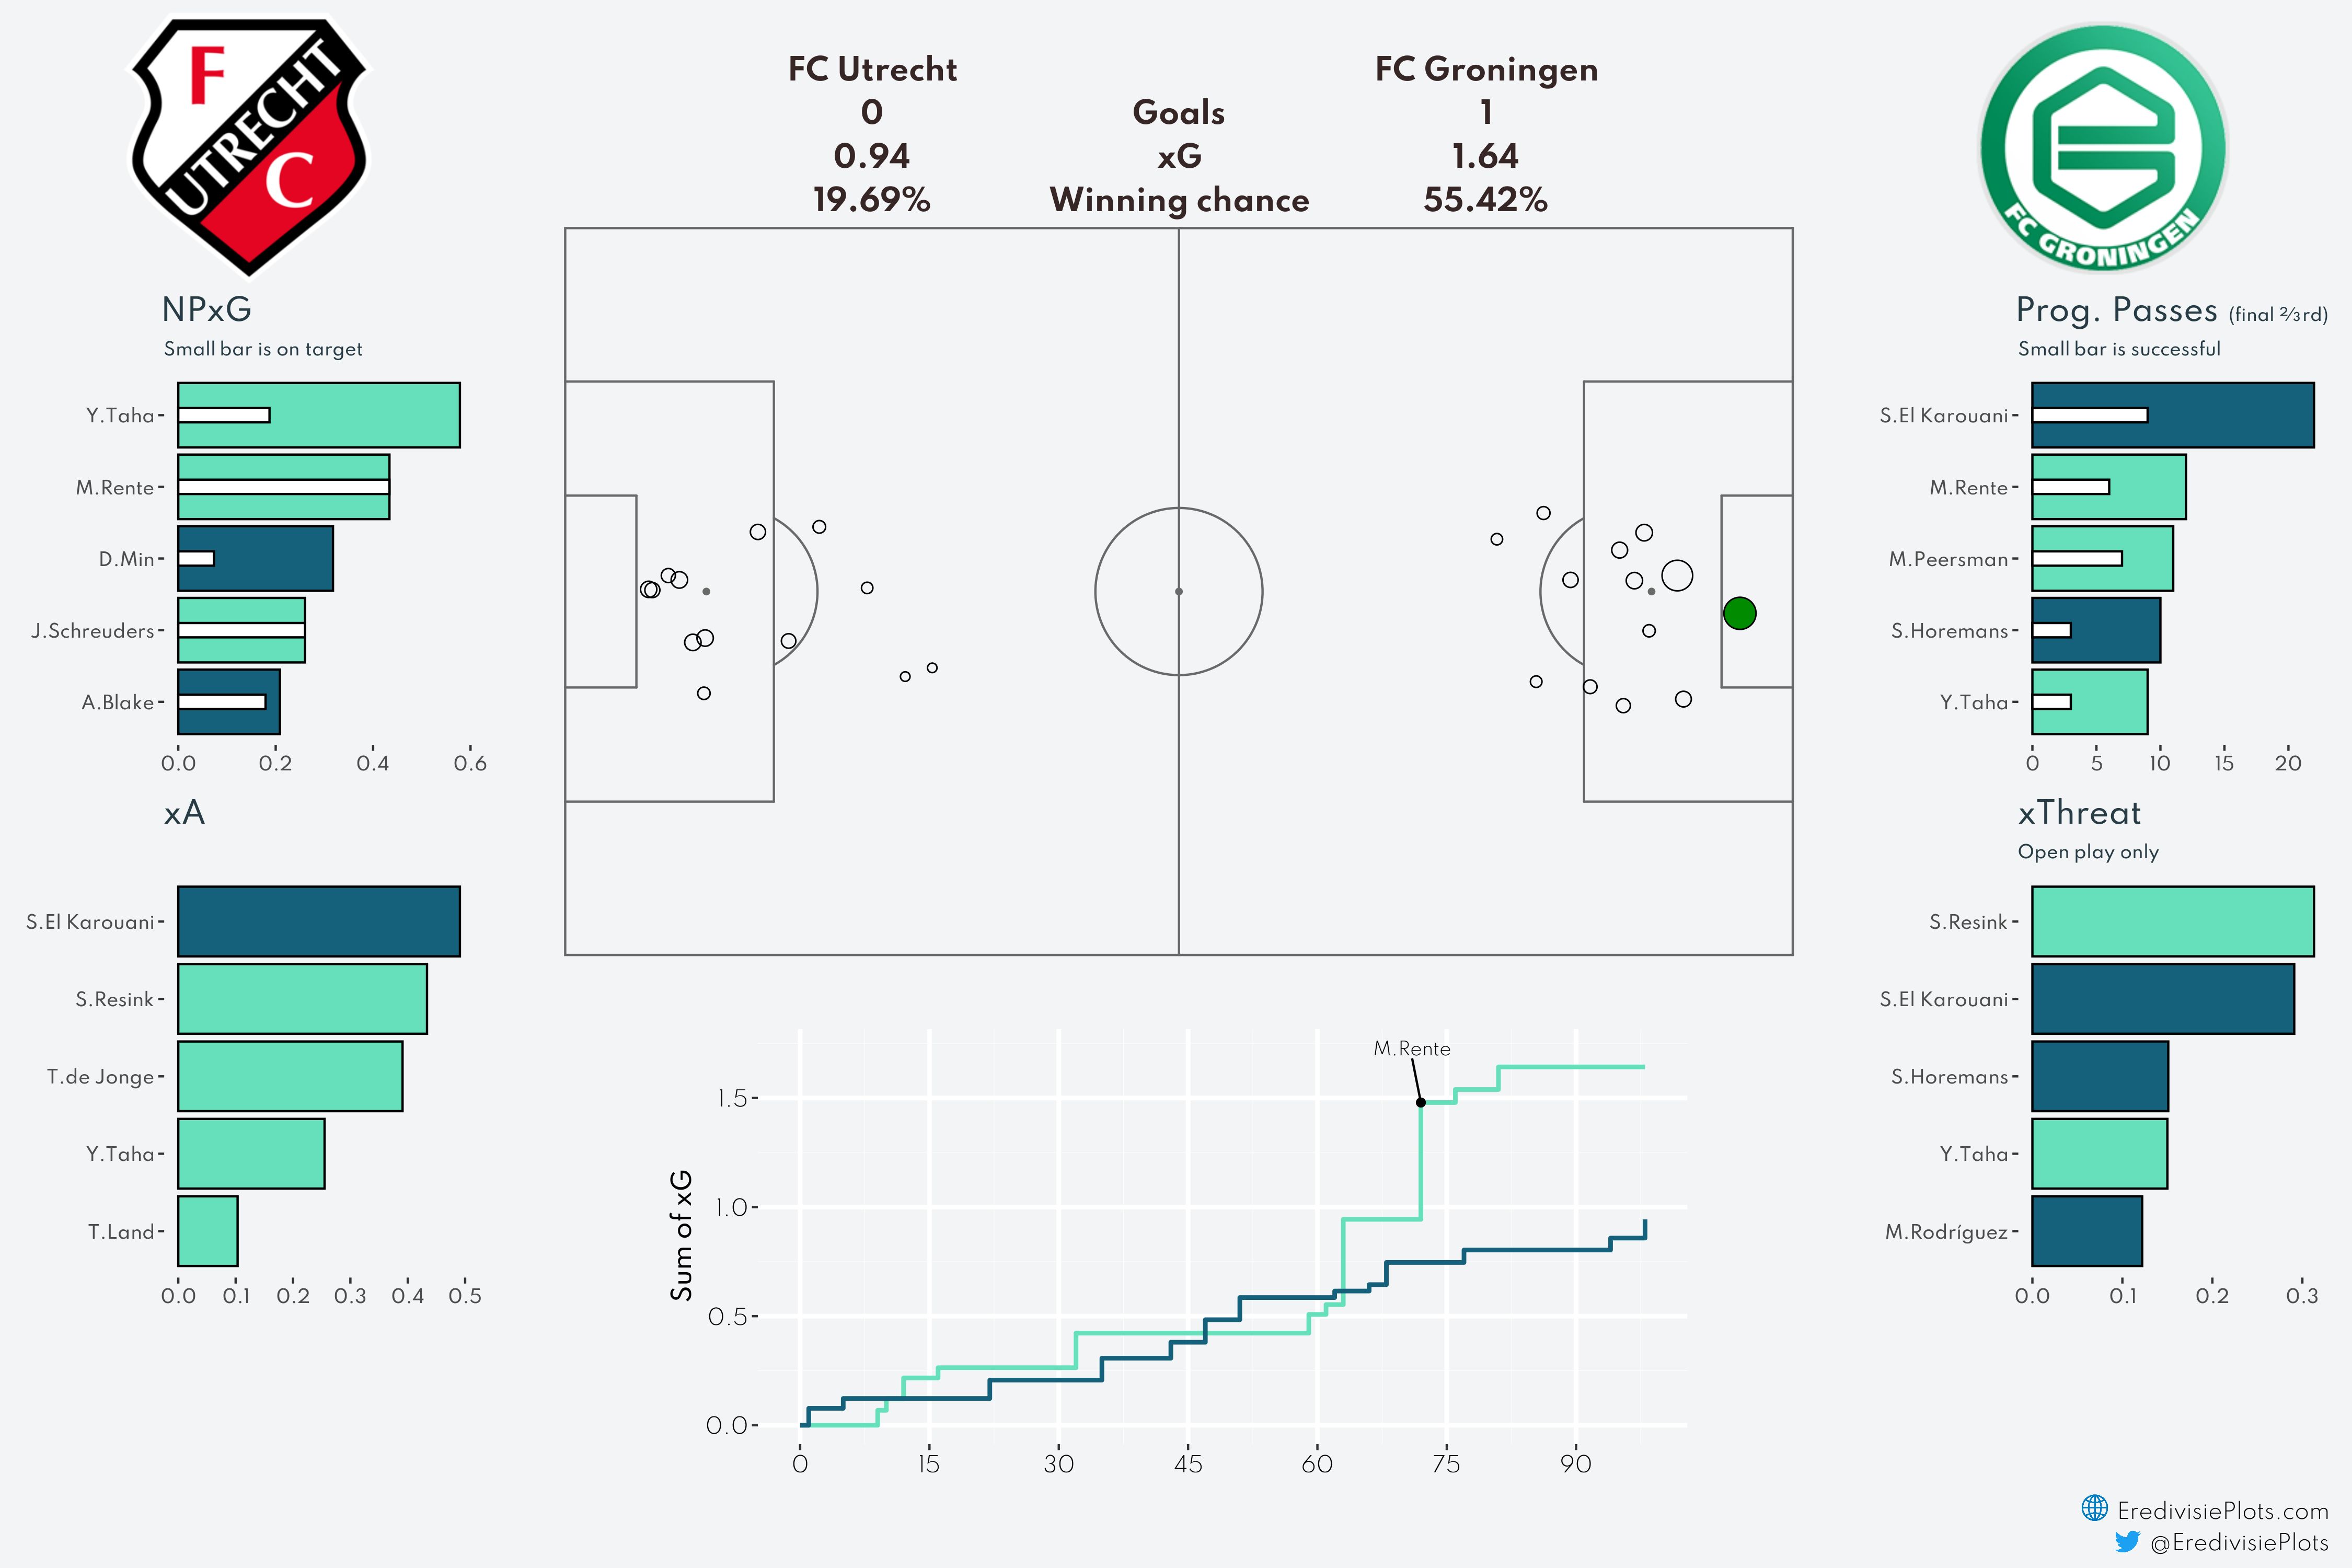 F
UTRECHT
C
FC Utrecht FC Groningen
0 Goals 1
0.94 xG 1.64
19.69% Winning chance 55.42%
FC GRONINGEN
NPxG
Small bar is on target
Y.Taha
M.Rente
D.Min
J.Schreuders
A.Blake
0.0 0.2 0.4 0.6
xA
S.El Karouani
S.Resink
T.de Jonge
Y.Taha
T.Land
0.0 0.1 0.2 0.3 0.4 0.5
M.Rente
Sum of xG
1.5
1.0
0.5
0.0
0 15 30 45 60 75 90
Prog. Passes (final ⅔rd)
Small bar is successful
S.El Karouani
M.Rente
M.Peersman
S.Horemans
Y.Taha
0 5 10 15 20
xThreat
Open play only
S.Resink
S.El Karouani
S.Horemans
Y.Taha
M.Rodríguez
0.0 0.1 0.2 0.3
EredivisiePlots.com
@EredivisiePlots